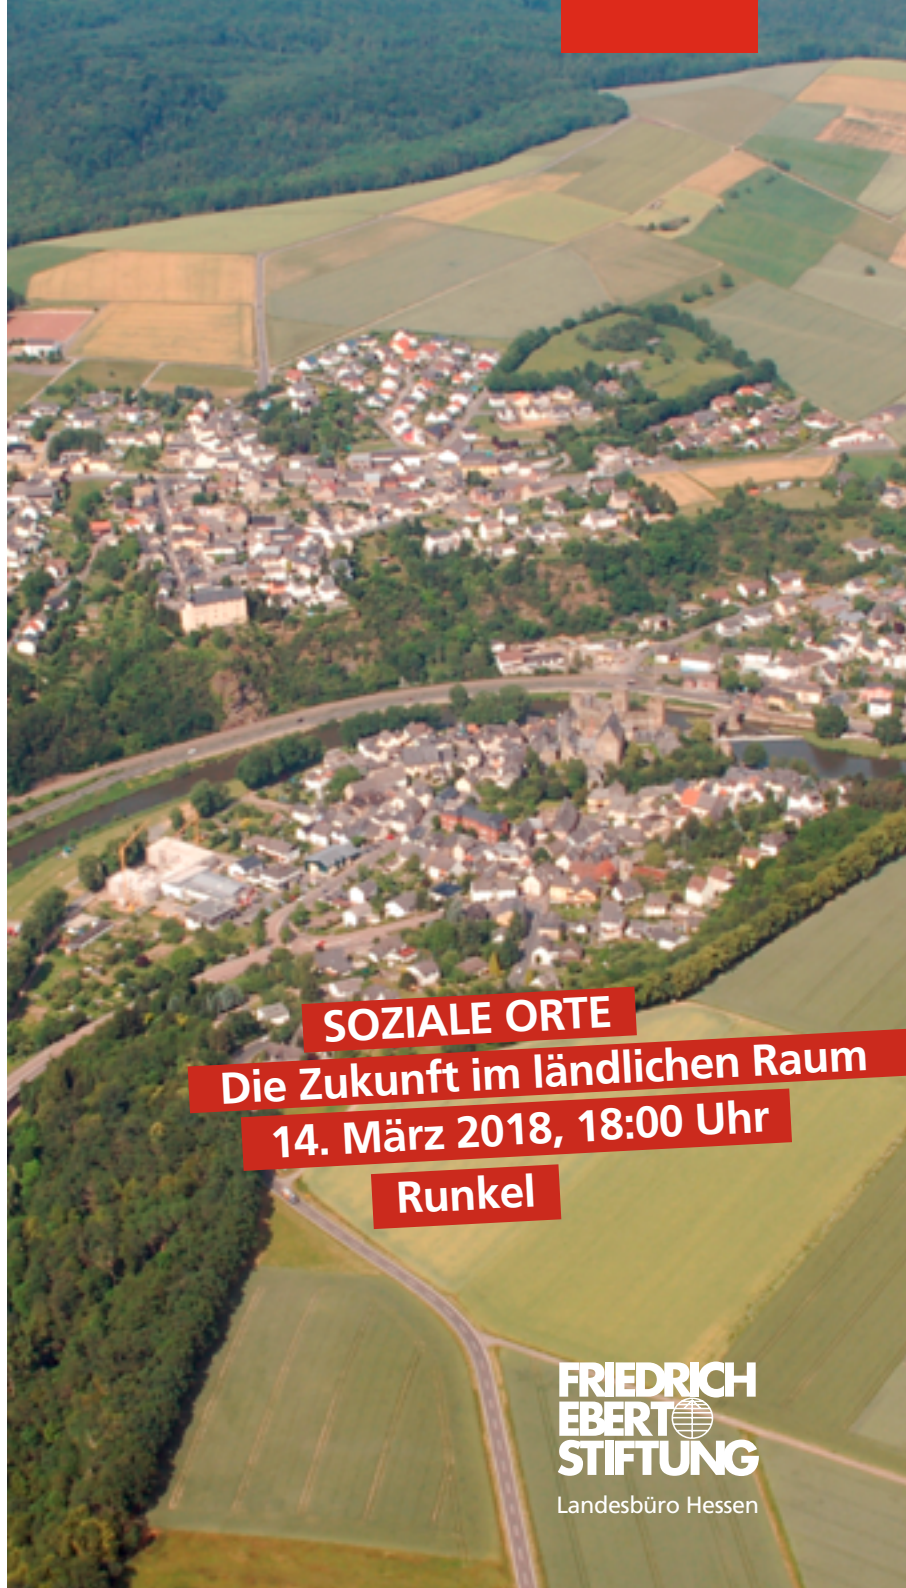 SOZIALE ORTE
Die Zukunft im ländlichen Raum
14. März 2018, 18:00 Uhr
Runkel
FRIEDRICH
EBERT
STIFTUNG
Landesbüro Hessen